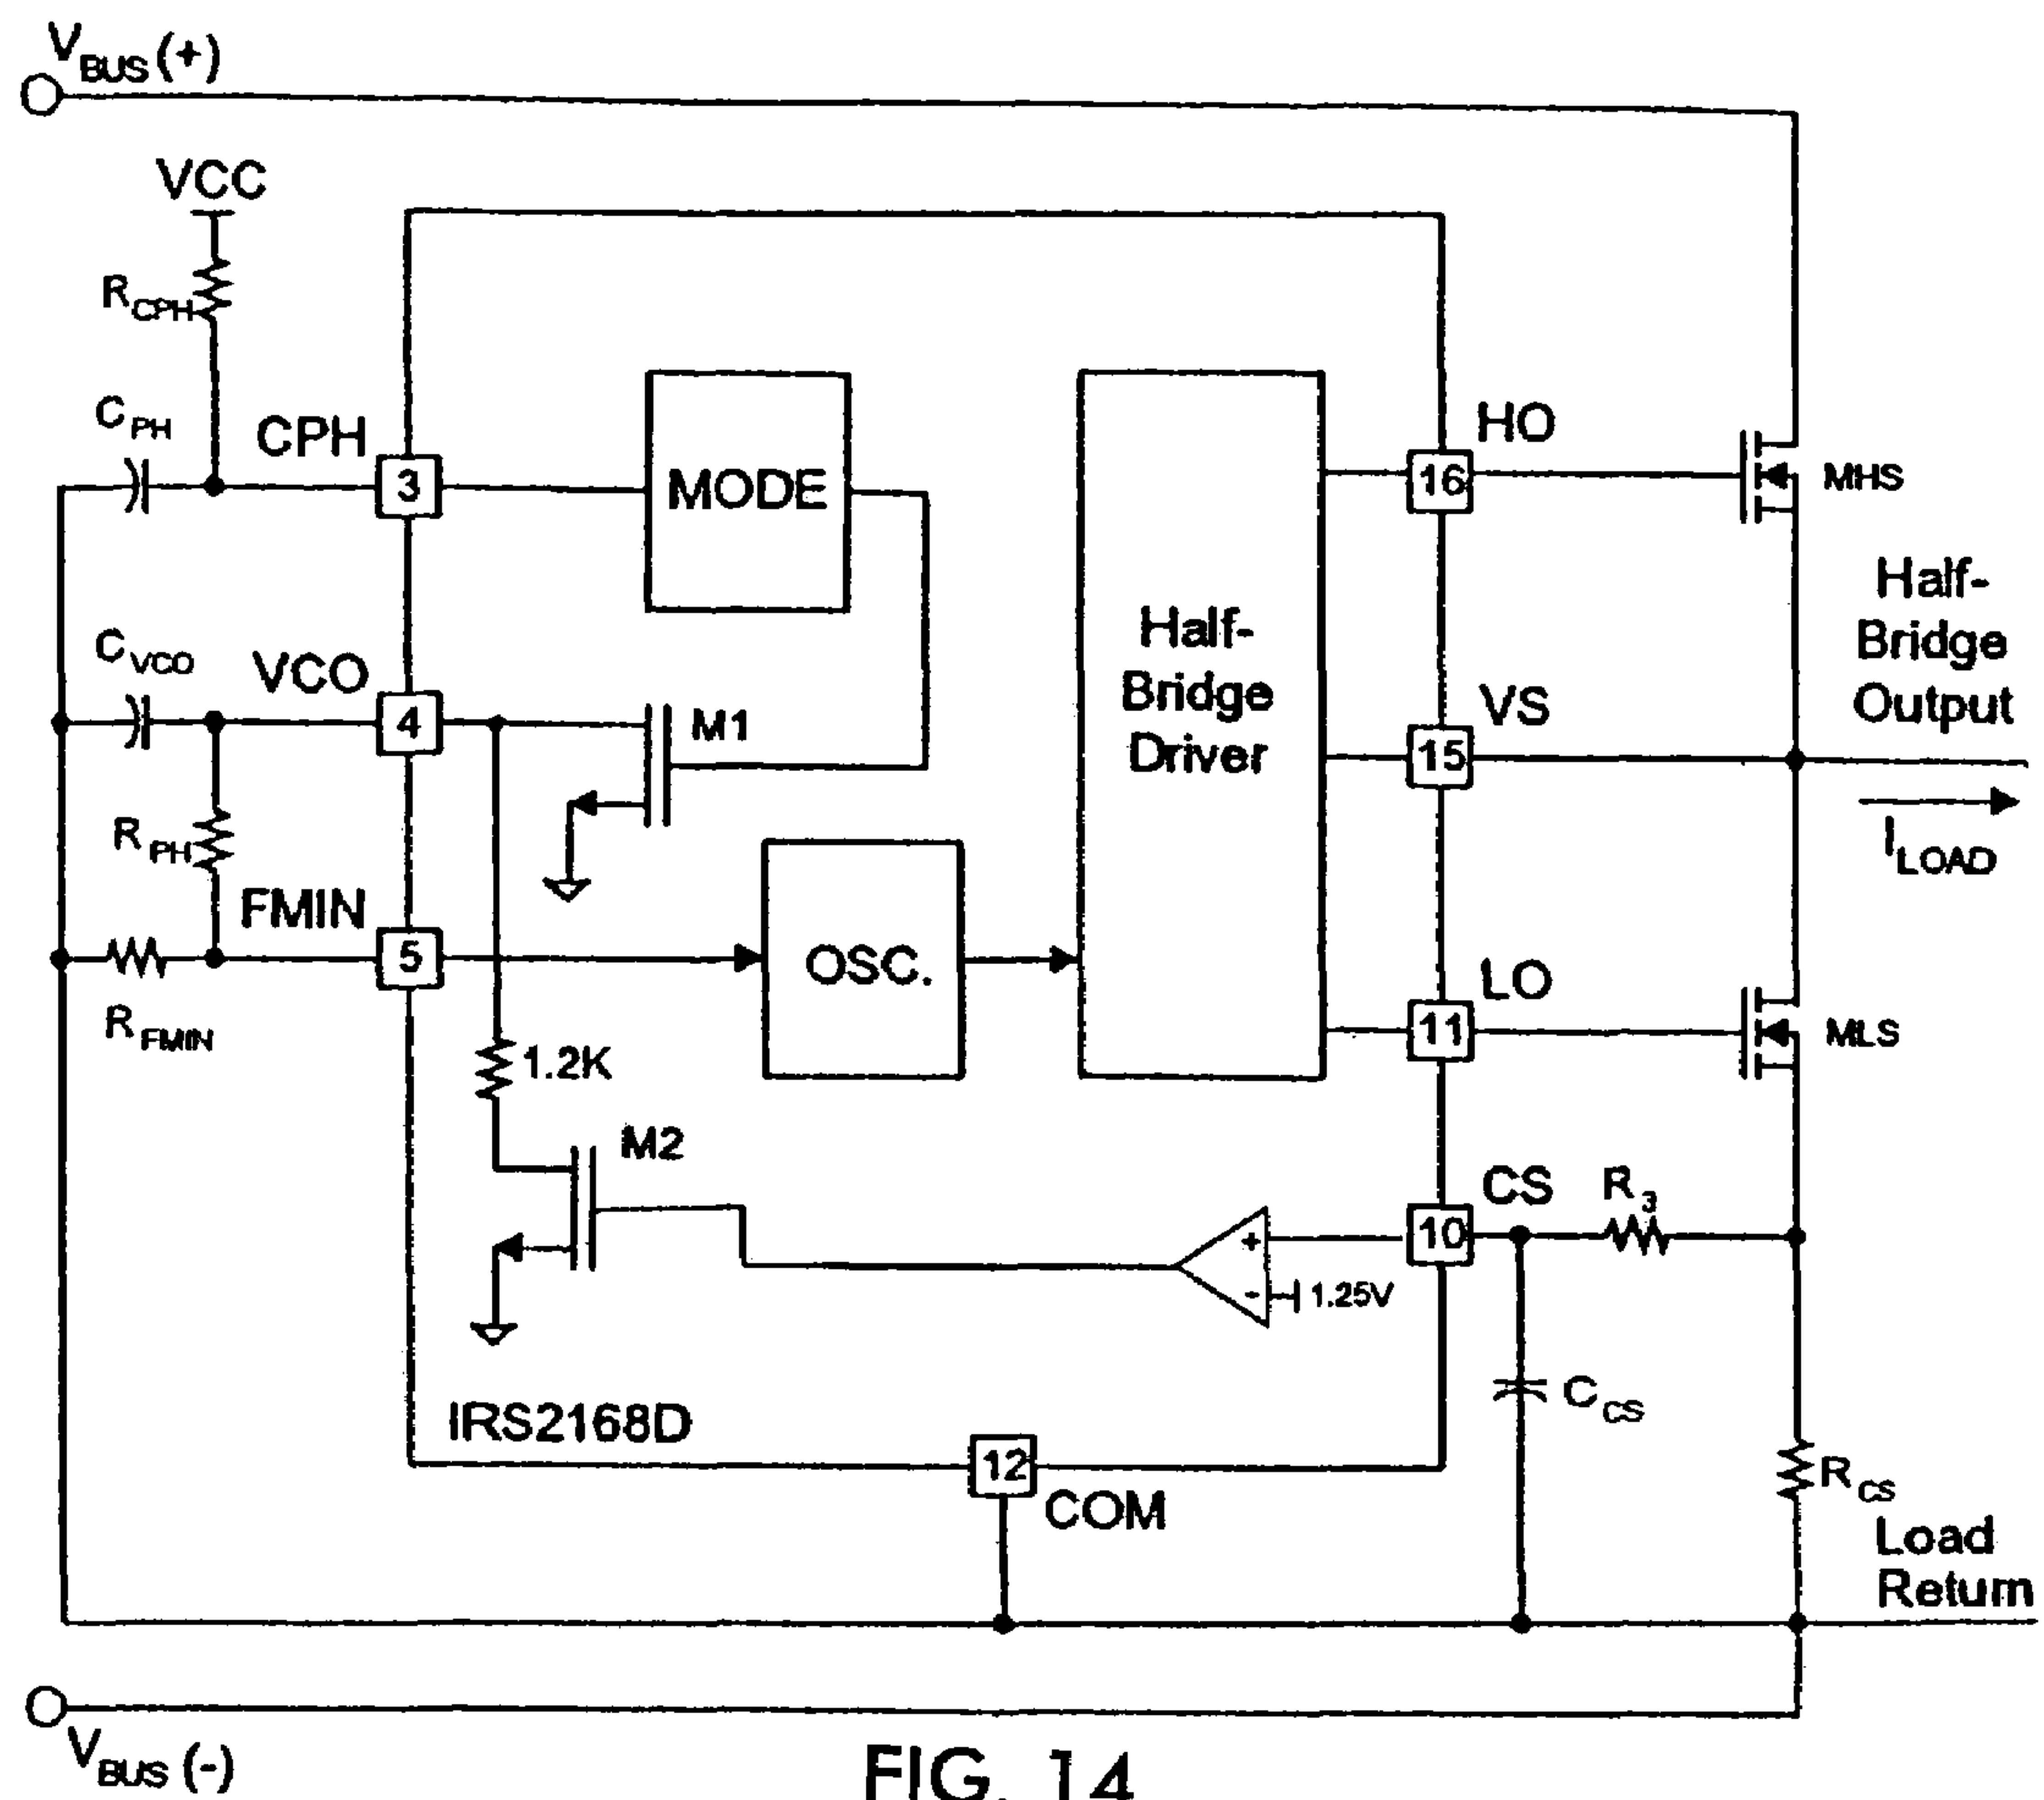 VBUS (+)
VCC
RCPH
CPH
CPH
3
MODE
HO
16
MHS
Half-
Bridge
Output
CVCO
VCO
4
M1
Half-
Bridge
Driver
VS
15
ILOAD
RPH
FMIN
5
OSC.
RFMIN
LO
11
MLS
1.2K
M2
CS
10
R3
+
-
1.25V
CCS
RCS
IRS2168D
12
COM
Load
Return
VBUS (-)
FIG. 14